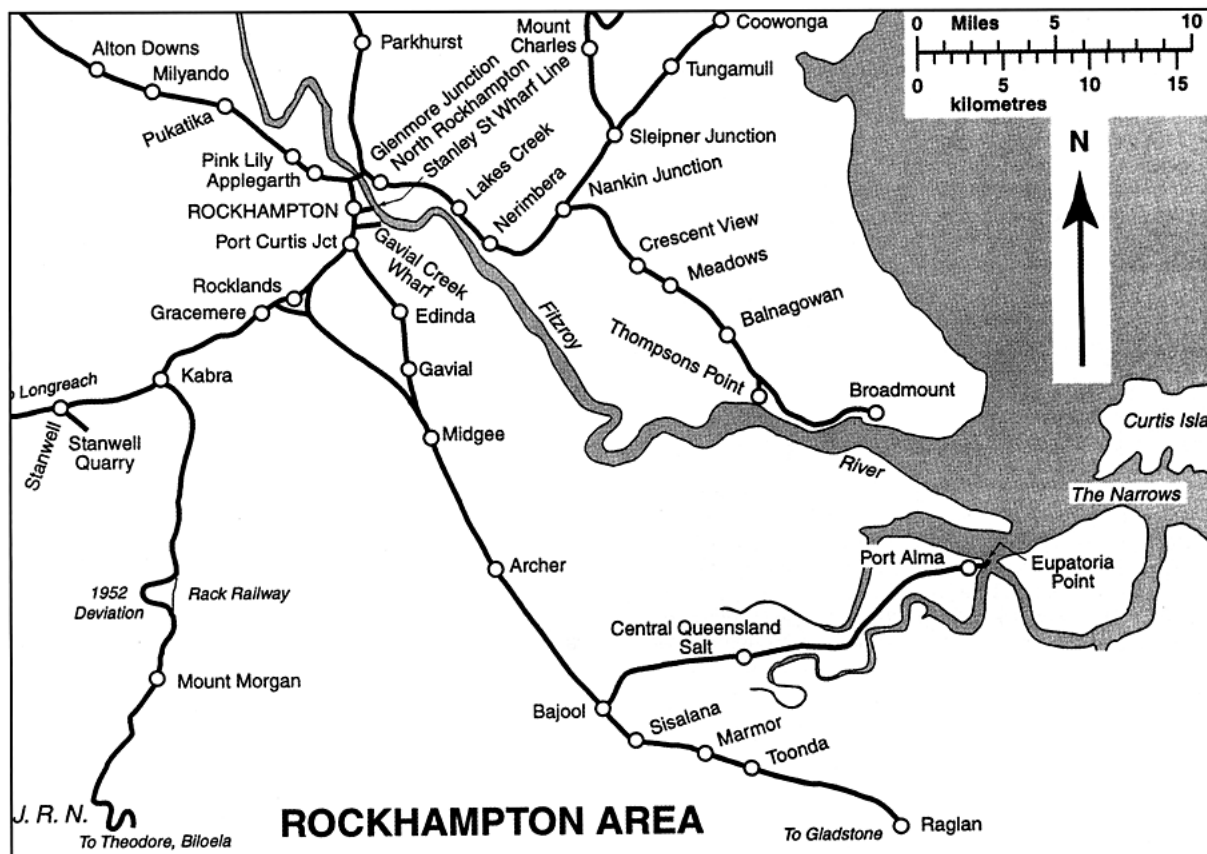 Alton Downs
Milyando
Pukatika
Pink Lily
Applegarth
ROCKHAMPTON
Port Curtis Jct
Rocklands
Gracemere
Parkhurst
Glenmore Junction
North Rockhampton
Stanley St Wharf Line
Lakes Creek
Nerimbera
Mount
Charles
Coowonga
Tungamull
Sleipner Junction
Nankin Junction
Crescent View
Meadows
Balnagowan
Thompsons Point
Broadmount
Gavial Creek
Wharf
Edinda
Gavial
Midgee
Fitzroy
River
0 Miles 5 10
0 5 10 15
kilometres
N
Curtis Isla
The Narrows
o Longreach
Kabra
Stanwell
Stanwell
Quarry
1952
Deviation
Rack Railway
Mount Morgan
Archer
Port Alma
Eupatoria
Point
Central Queensland
Salt
Bajool
Sisalana
Marmor
Toonda
Raglan
To Gladstone
J. R. N.
To Theodore, Biloela
ROCKHAMPTON AREA